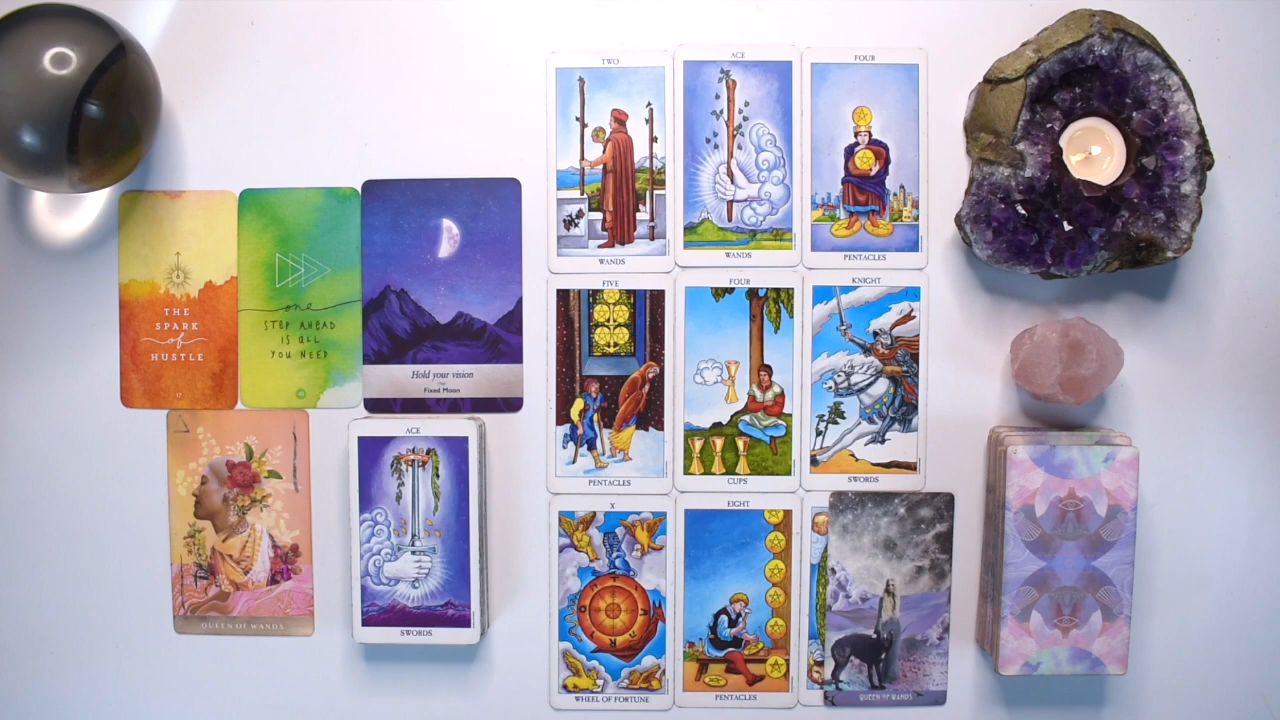 THE
SPARK
of
HUSTLE
17
one
STEP AHEAD
IS ALL
YOU NEED
Hold your vision
Fixed Moon
QUEEN OF WANDS
ACE
SWORDS
TWO
WANDS
ACE
WANDS
FOUR
PENTACLES
FIVE
PENTACLES
FOUR
CUPS
KNIGHT
SWORDS
X
WHEEL OF FORTUNE
EIGHT
PENTACLES
QUEEN OF WANDS